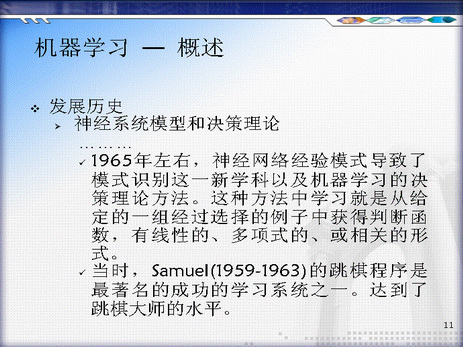 机器学习 — 概述
❖ 发展历史
➢ 神经系统模型和决策理论
………
✓ 1965年左右，神经网络经验模式导致了
模式识别这一新学科以及机器学习的决
策理论方法。这种方法中学习就是从给
定的一组经过选择的例子中获得判断函
数，有线性的、多项式的、或相关的形
式。
✓ 当时，Samuel(1959-1963)的跳棋程序是
最著名的成功的学习系统之一。达到了
跳棋大师的水平。
11